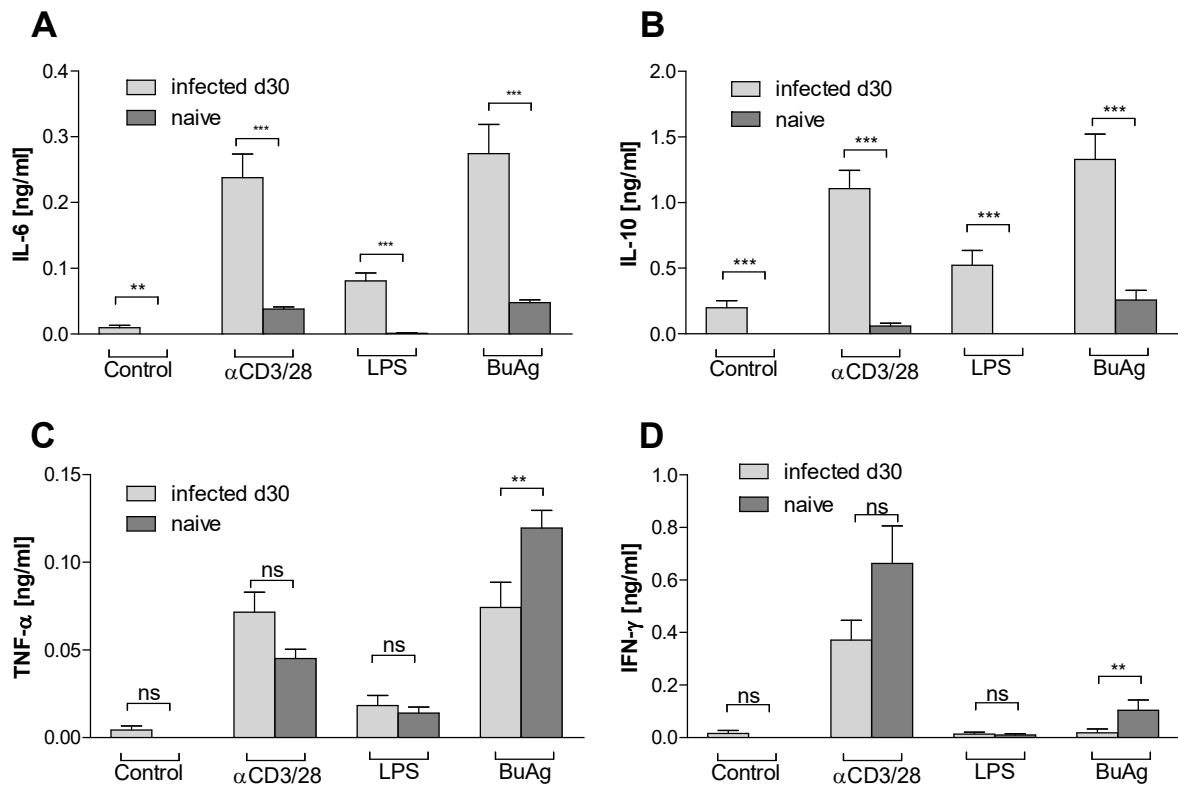 A
infected d30
naive
IL-6 [ng/ml]
0.4
0.3
0.2
0.1
0.0
**
***
***
***
Control
αCD3/28
LPS
BuAg
B
infected d30
naive
IL-10 [ng/ml]
2.0
1.5
1.0
0.5
0.0
***
***
***
***
Control
αCD3/28
LPS
BuAg
C
infected d30
naive
TNF-α [ng/ml]
0.15
0.10
0.05
0.00
ns
ns
ns
**
Control
αCD3/28
LPS
BuAg
D
infected d30
naive
IFN-γ [ng/ml]
1.0
0.8
0.6
0.4
0.2
0.0
ns
ns
ns
**
Control
αCD3/28
LPS
BuAg